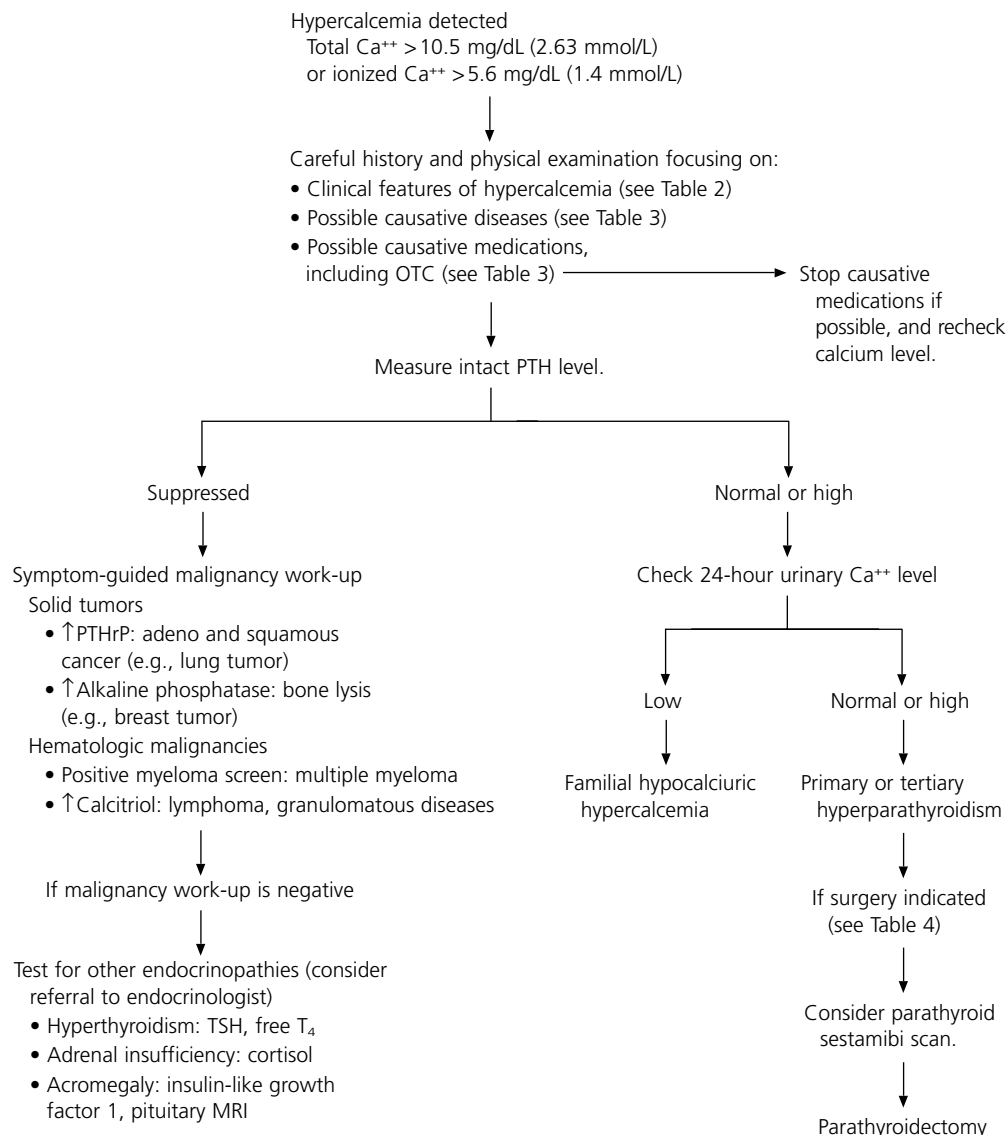 Hypercalcemia detected
Total Ca⁺⁺ > 10.5 mg/dL (2.63 mmol/L)
or ionized Ca⁺⁺ > 5.6 mg/dL (1.4 mmol/L)
Careful history and physical examination focusing on:
• Clinical features of hypercalcemia (see Table 2)
• Possible causative diseases (see Table 3)
• Possible causative medications,
including OTC (see Table 3)
Stop causative
medications if
possible, and recheck
calcium level.
Measure intact PTH level.
Suppressed
Symptom-guided malignancy work-up
Solid tumors
• ↑PTHrP: adeno and squamous
cancer (e.g., lung tumor)
• ↑Alkaline phosphatase: bone lysis
(e.g., breast tumor)
Hematologic malignancies
• Positive myeloma screen: multiple myeloma
• ↑Calcitriol: lymphoma, granulomatous diseases
If malignancy work-up is negative
Test for other endocrinopathies (consider
referral to endocrinologist)
• Hyperthyroidism: TSH, free T₄
• Adrenal insufficiency: cortisol
• Acromegaly: insulin-like growth
factor 1, pituitary MRI
Normal or high
Check 24-hour urinary Ca⁺⁺ level
Low
Familial hypocalciuric
hypercalcemia
Normal or high
Primary or tertiary
hyperparathyroidism
If surgery indicated
(see Table 4)
Consider parathyroid
sestamibi scan.
Parathyroidectomy